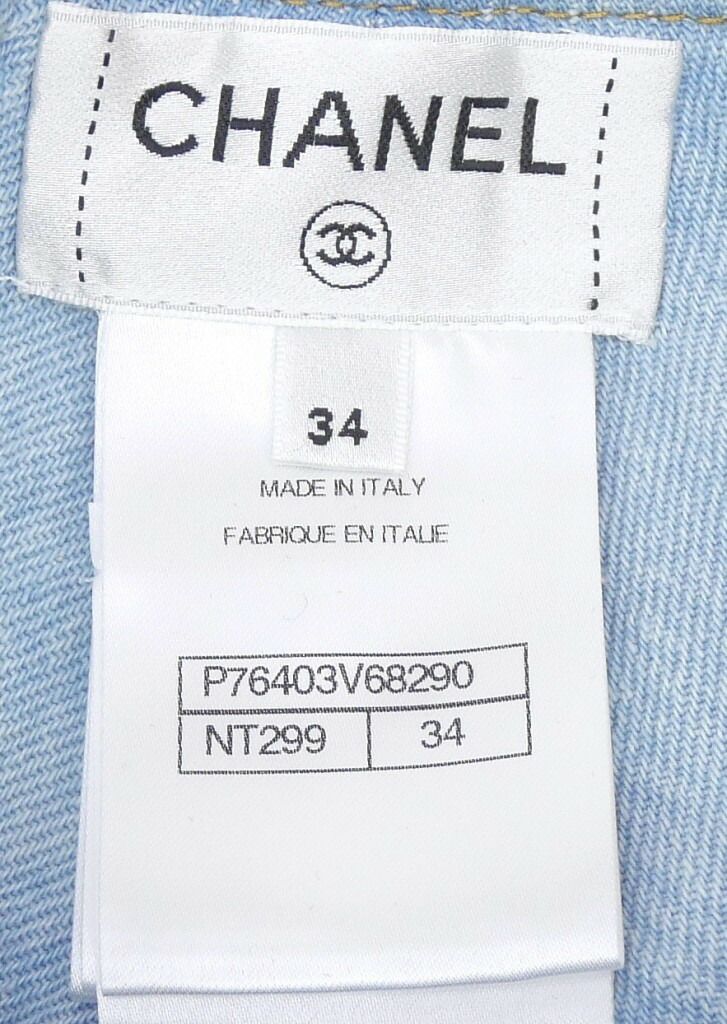 CHANEL
34
MADE IN ITALY
FABRIQUE EN ITALIE
P76403V68290
NT299 34